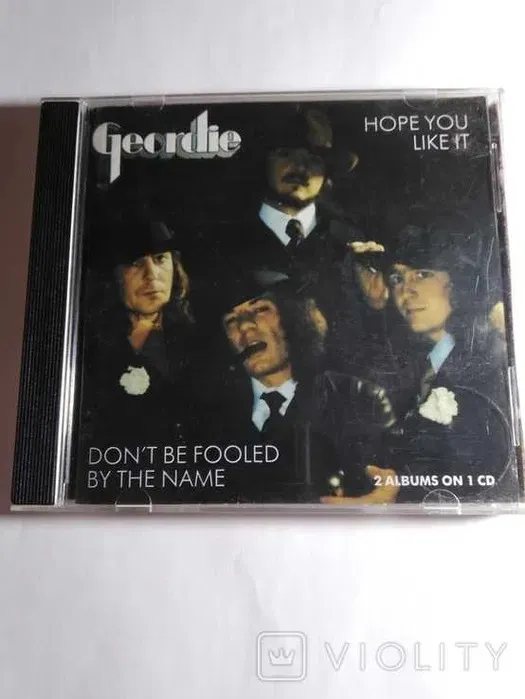 Geordie
HOPE YOU
LIKE IT
DON'T BE FOOLED
BY THE NAME
2 ALBUMS ON 1 CD
VIOLITY